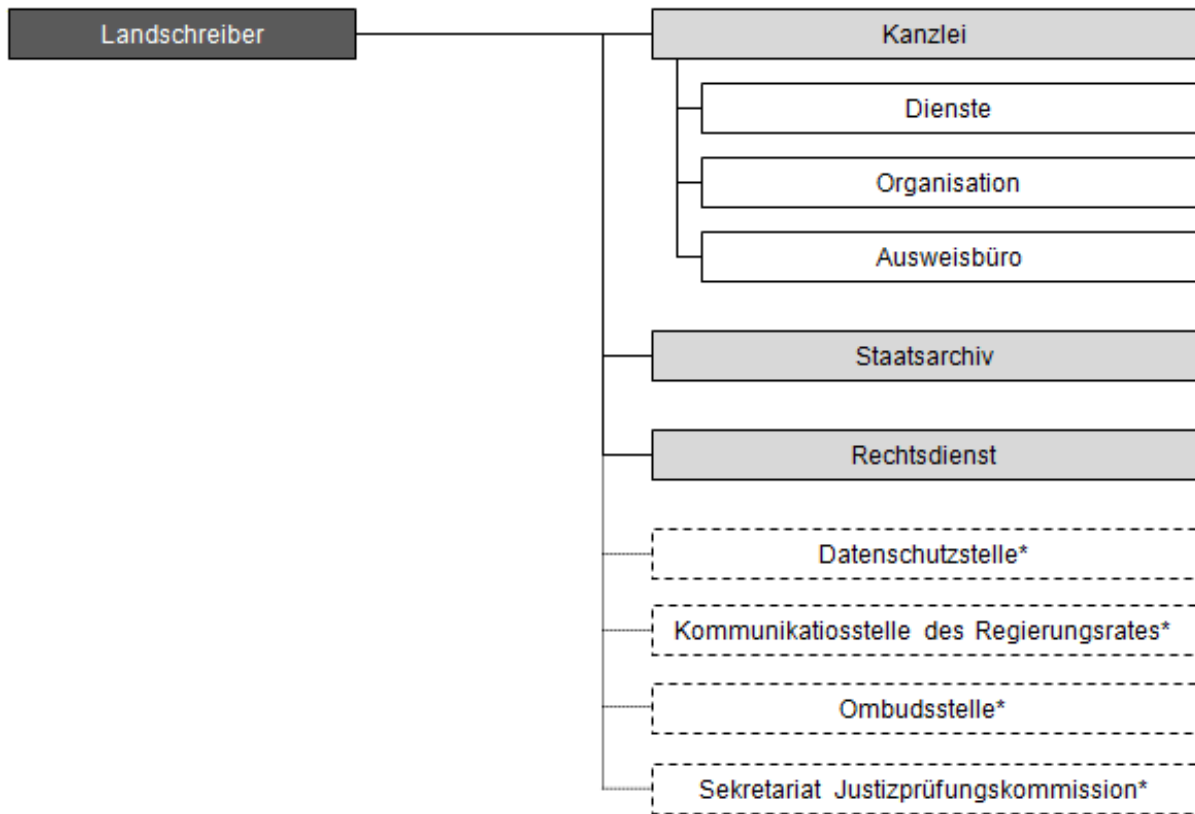 Landschreiber
Kanzlei
Dienste
Organisation
Ausweisbüro
Staatsarchiv
Rechtsdienst
Datenschutzstelle*
Kommunikatiosstelle des Regierungsrates*
Ombudsstelle*
Sekretariat Justizprüfungskommission*